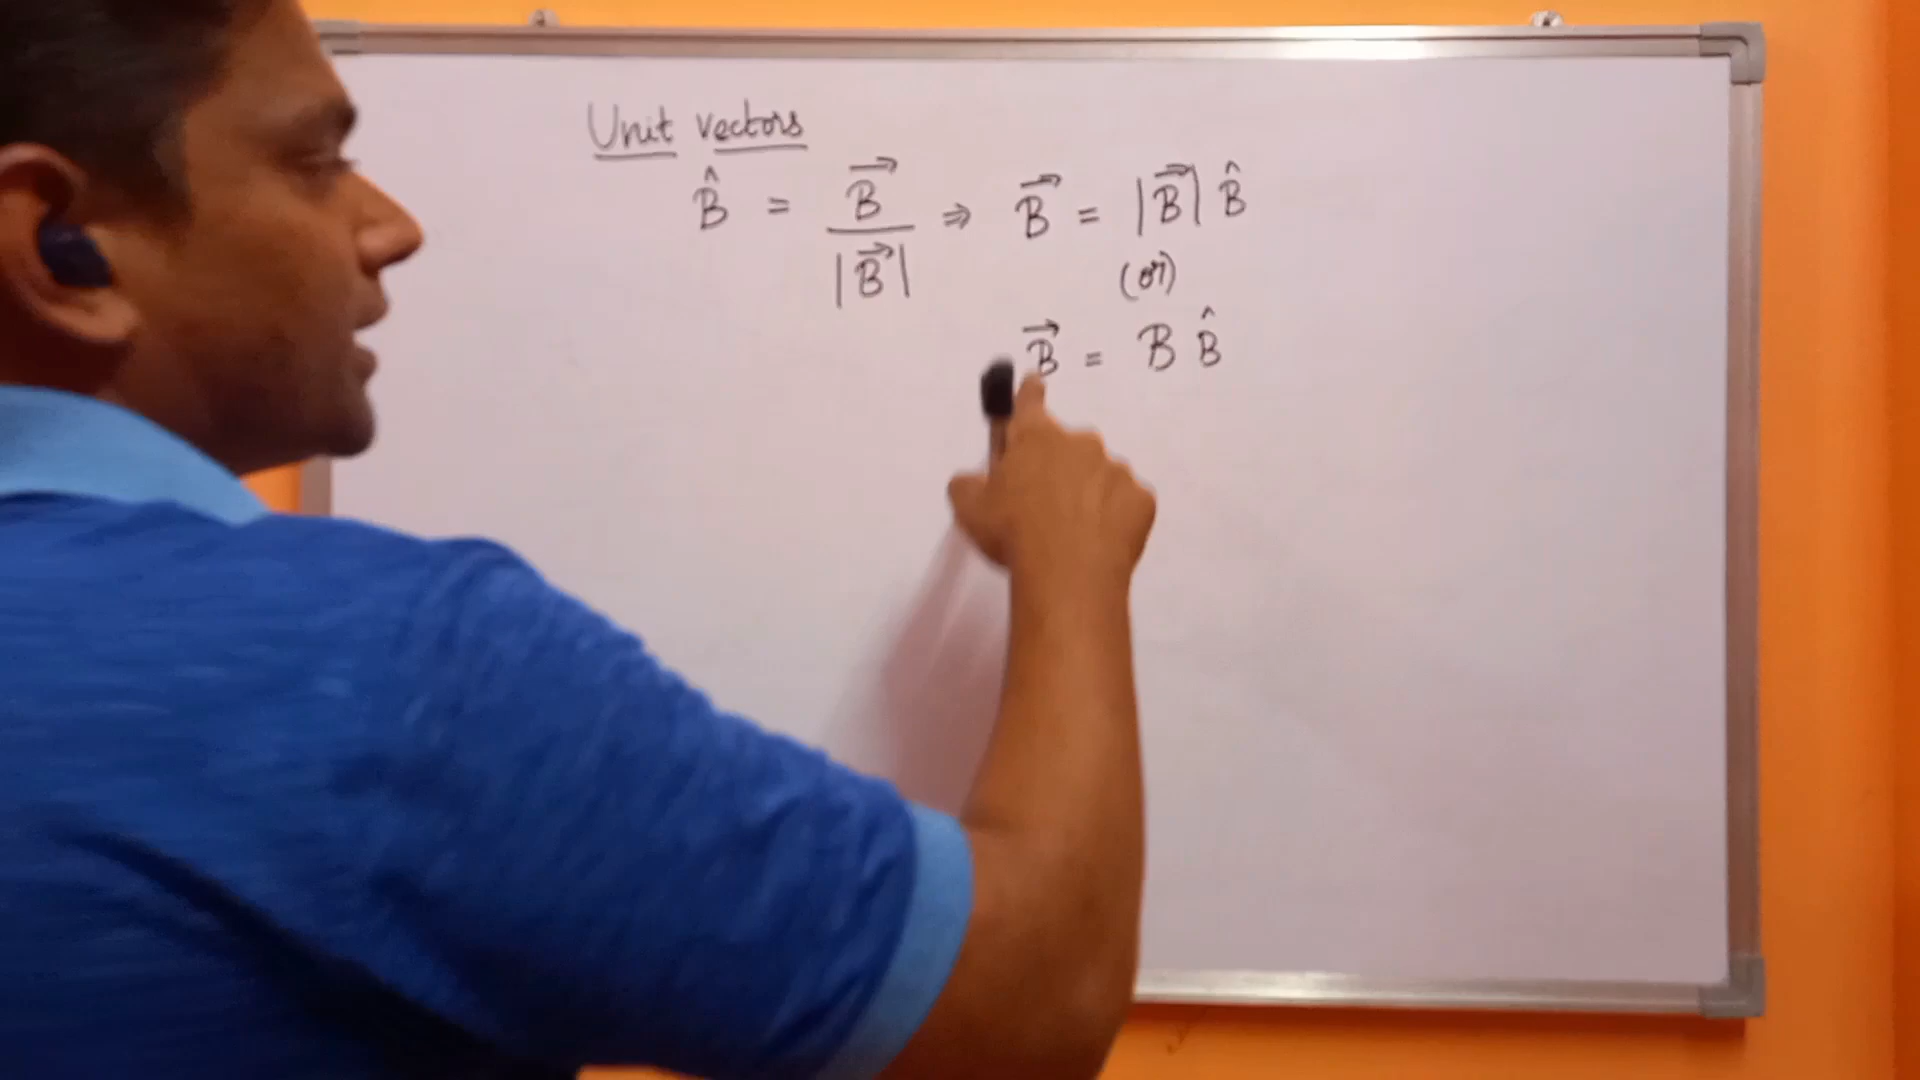 Unit vectors
B̂ = B⃗ / |B⃗| ⇒ B⃗ = |B⃗| B̂
(or)
B⃗ = B B̂